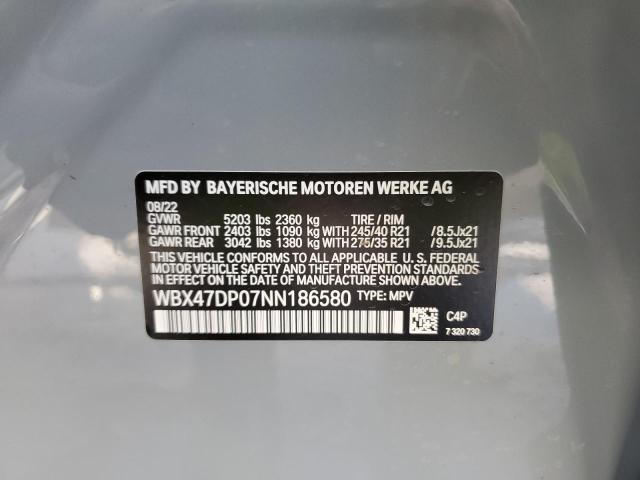 MFD BY BAYERISCHE MOTOREN WERKE AG
08/22
GVWR 5203 lbs 2360 kg TIRE / RIM
GAWR FRONT 2403 lbs 1090 kg WITH 245/40 R21 /8.5Jx21
GAWR REAR 3042 lbs 1380 kg WITH 275/35 R21 /9.5Jx21
THIS VEHICLE CONFORMS TO ALL APPLICABLE U. S. FEDERAL
MOTOR VEHICLE SAFETY, BUMPER, AND THEFT PREVENTION
STANDARDS IN EFFECT ON THE DATE OF MANUFACTURE SHOWN
ABOVE.
WBX47DP07NN186580 TYPE: MPV
C4P
7 320 730